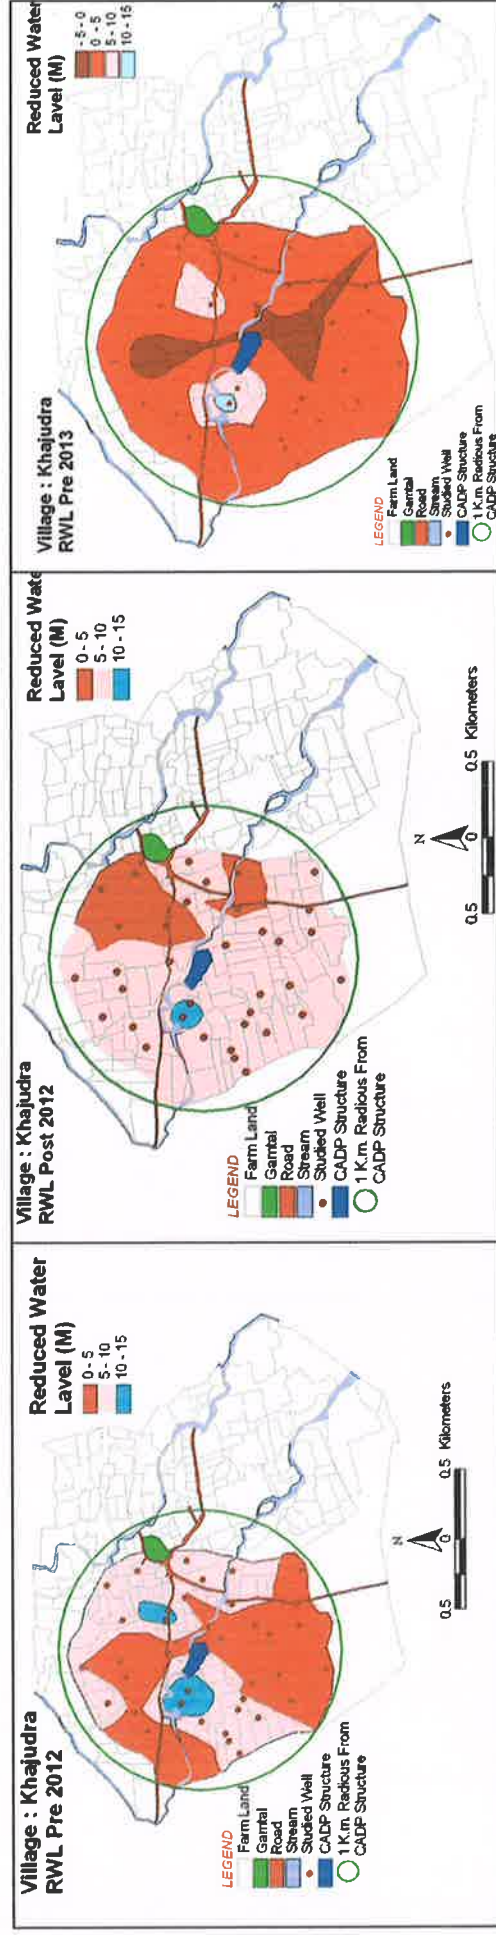 Village : Khajudra
RWL Pre 2012
Reduced Water
Lavel (M)
0 - 5
5 - 10
10 - 15
LEGEND
Farm Land
Gamtal
Road
Stream
Studied Well
CADP Structure
1 K.m. Radious From
CADP Structure
N
0.5 0 0.5 Kilometers
Village : Khajudra
RWL Post 2012
Reduced Wate
Lavel (M)
0 - 5
5 - 10
10 - 15
LEGEND
Farm Land
Gamtal
Road
Stream
Studied Well
CADP Structure
1 K.m. Radious From
CADP Structure
N
0.5 0 0.5 Kilometers
Village : Khajudra
RWL Pre 2013
Reduced Water
Lavel (M)
- 5 - 0
0 - 5
5 - 10
10 - 15
LEGEND
Farm Land
Gamtal
Road
Stream
Studied Well
CADP Structure
1 K.m. Radious From
CADP Structure